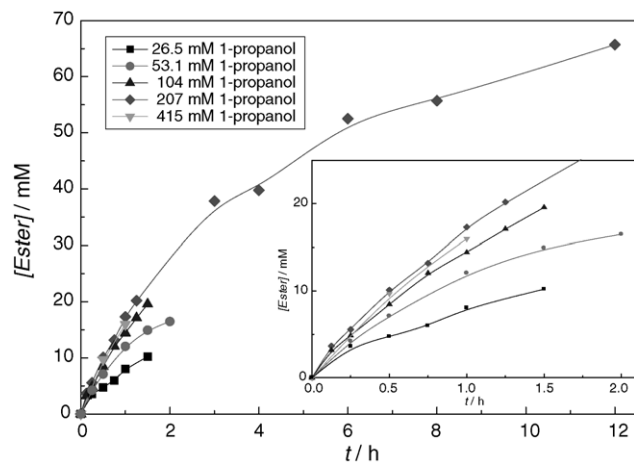 [Ester] / mM
70
60
50
40
30
20
10
0
26.5 mM 1-propanol
53.1 mM 1-propanol
104 mM 1-propanol
207 mM 1-propanol
415 mM 1-propanol
[Ester] / mM
20
10
0
0.0 0.5 1.0 1.5 2.0
t / h
0 2 4 6 8 10 12
t / h